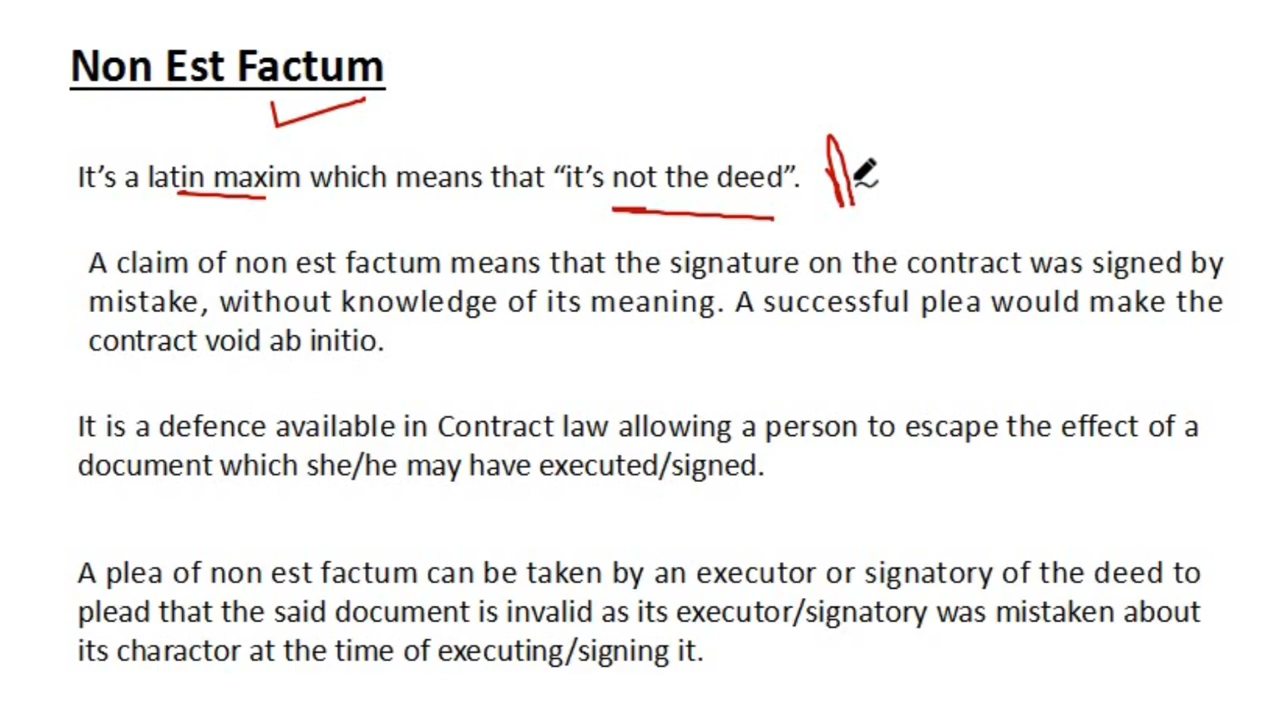 Non Est Factum
It's a latin maxim which means that “it's not the deed”.
A claim of non est factum means that the signature on the contract was signed by
mistake, without knowledge of its meaning. A successful plea would make the
contract void ab initio.
It is a defence available in Contract law allowing a person to escape the effect of a
document which she/he may have executed/signed.
A plea of non est factum can be taken by an executor or signatory of the deed to
plead that the said document is invalid as its executor/signatory was mistaken about
its charactor at the time of executing/signing it.